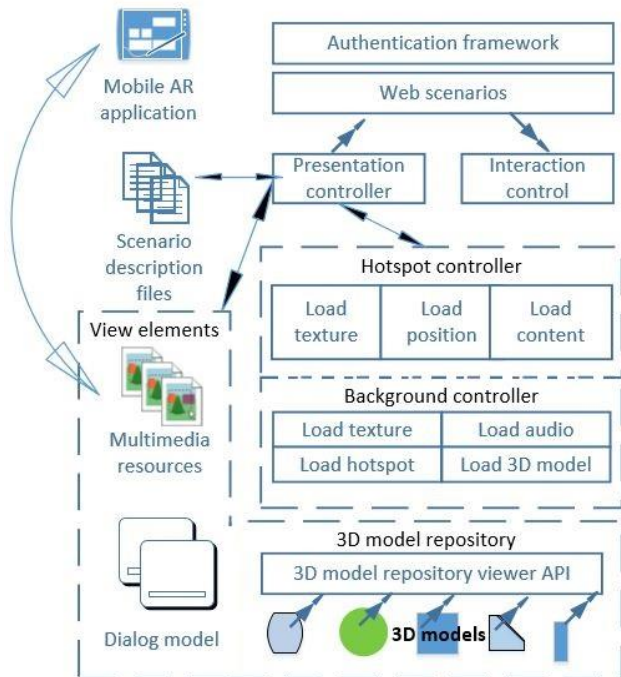 Authentication framework
Mobile AR
application
Web scenarios
Presentation
controller
Interaction
control
Scenario
description
files
Hotspot controller
Load
texture
Load
position
Load
content
View elements
Multimedia
resources
Background controller
Load texture
Load audio
Load hotspot
Load 3D model
3D model repository
3D model repository viewer API
Dialog model
3D models